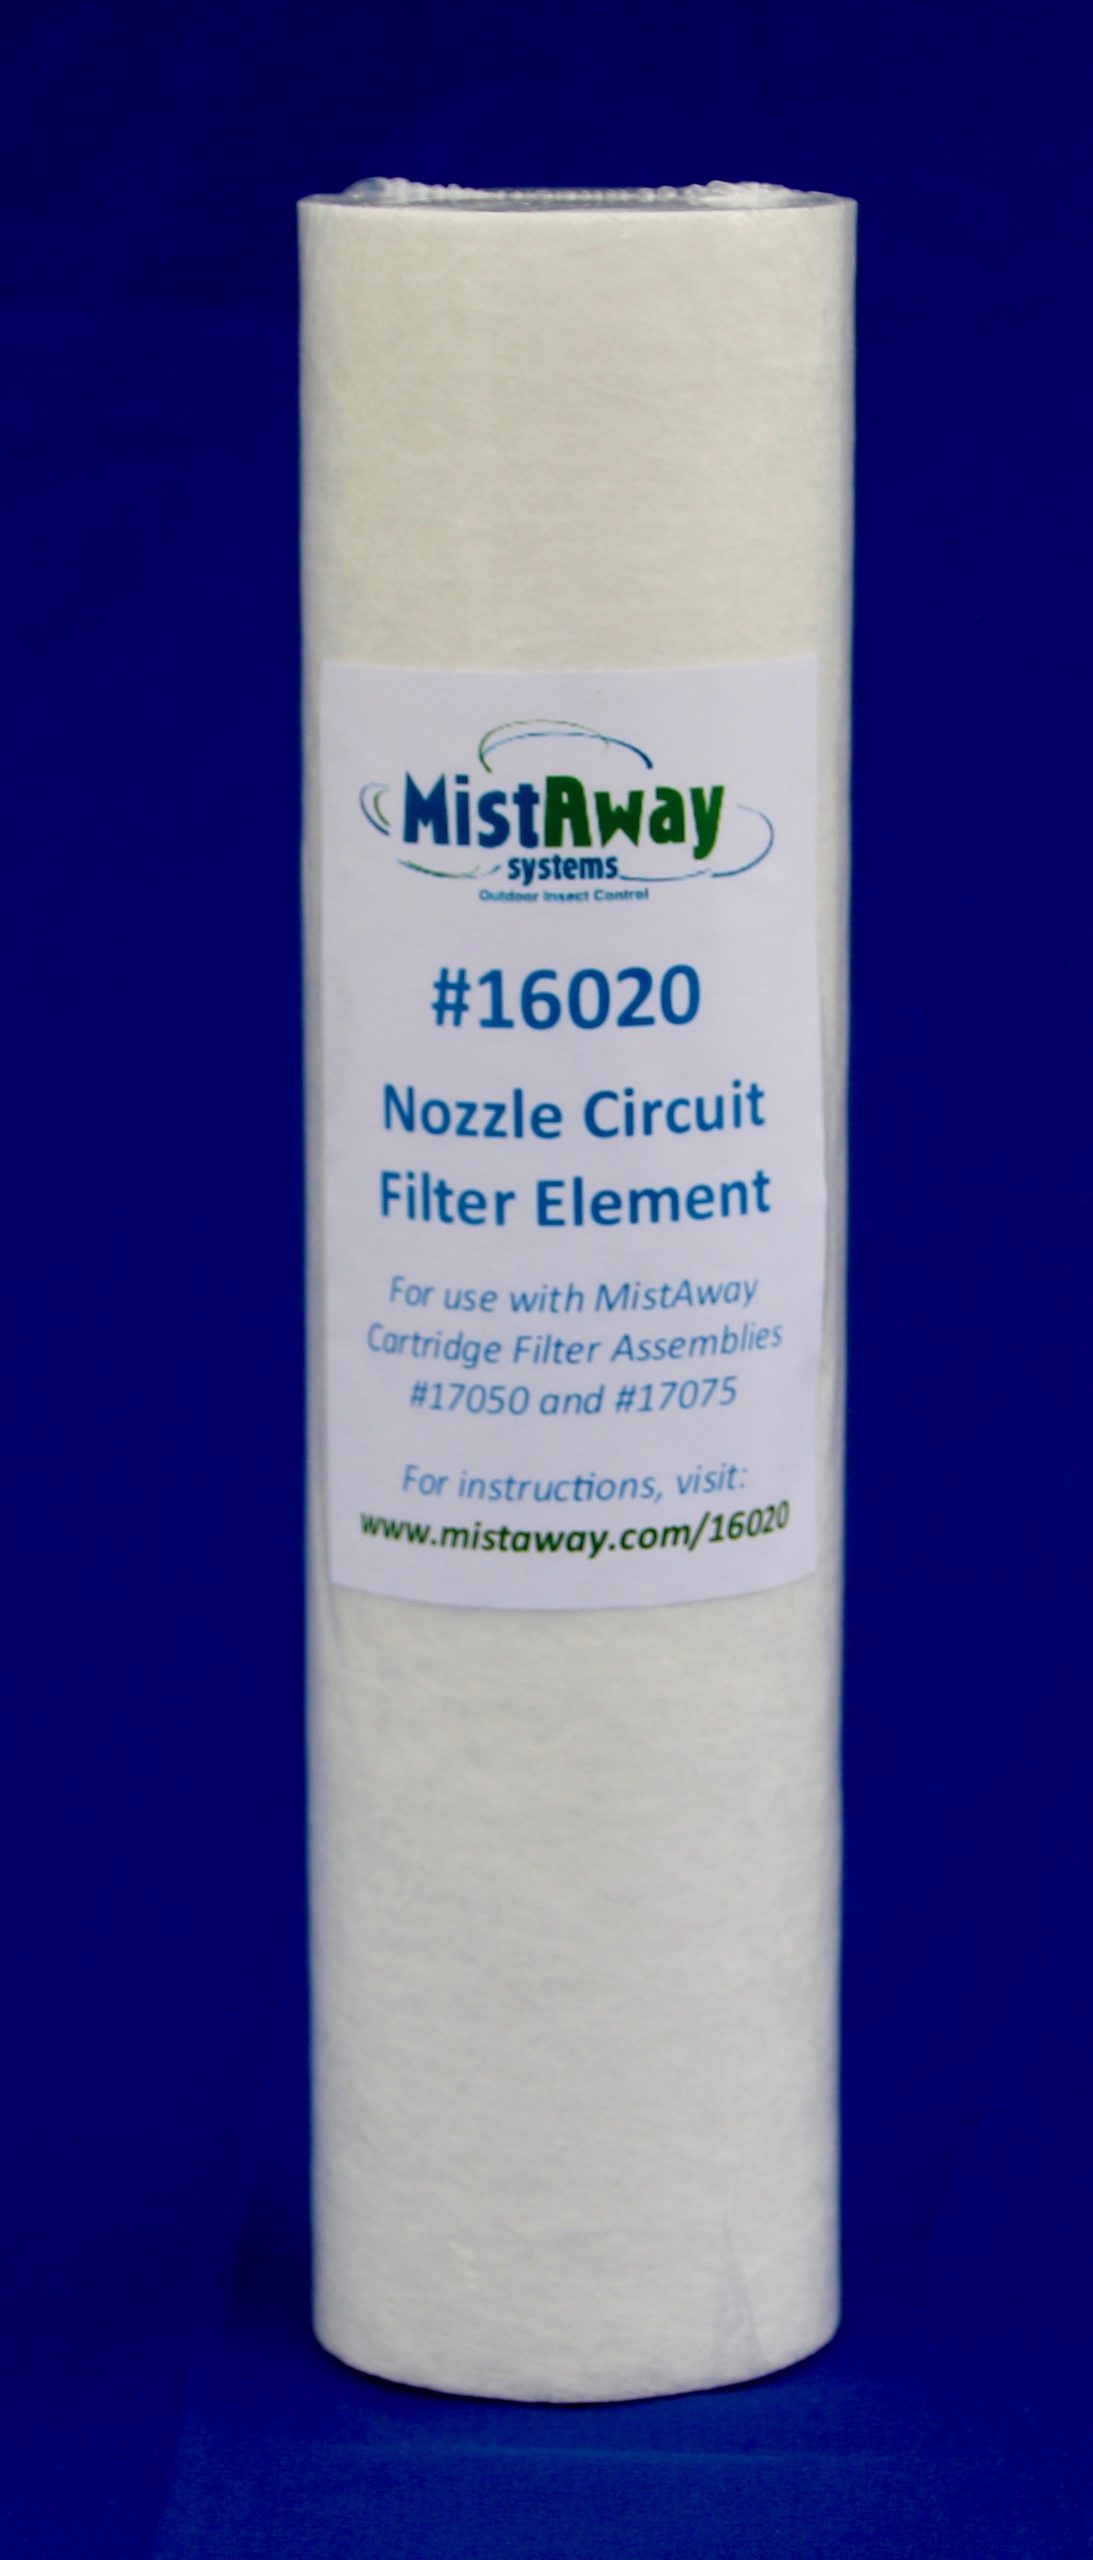 MistAway
systems
Outdoor Insect Control
#16020
Nozzle Circuit
Filter Element
For use with MistAway
Cartridge Filter Assemblies
#17050 and #17075
For instructions, visit:
www.mistaway.com/16020